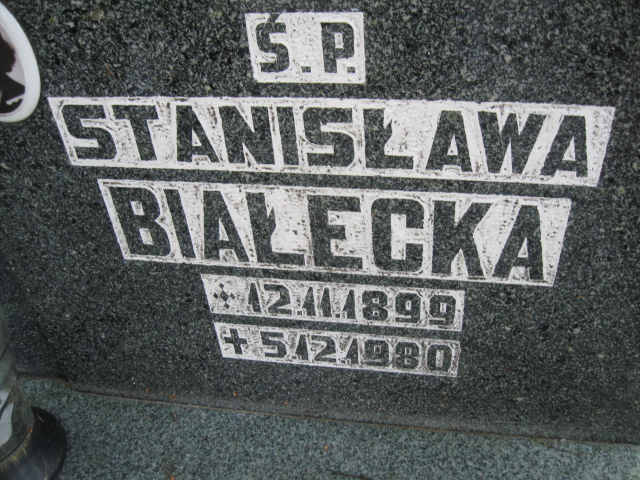 Ś.P.
STANISŁAWA
BIAŁECKA
12.11.1899
+ 5.12.1980